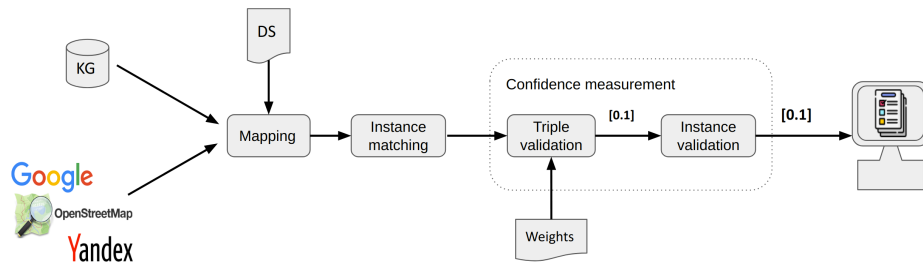 DS
KG
Confidence measurement
Mapping
Instance
matching
Triple
validation
[0.1]
Instance
validation
[0.1]
Google
OpenStreetMap
Yandex
Weights